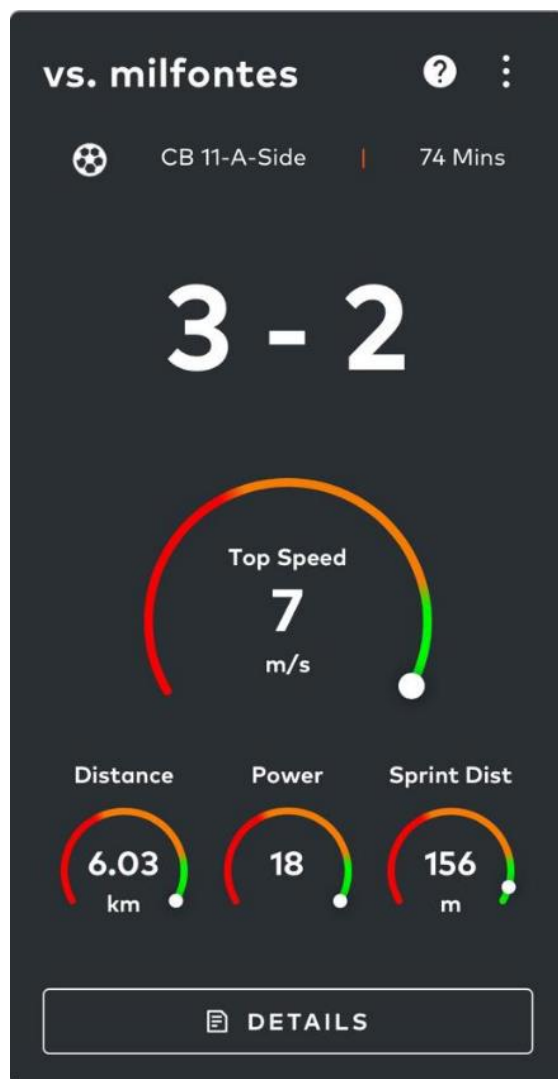 vs. milfontes
CB 11-A-Side | 74 Mins
3 - 2
Top Speed
7
m/s
Distance Power Sprint Dist
6.03 18 156
km m
DETAILS